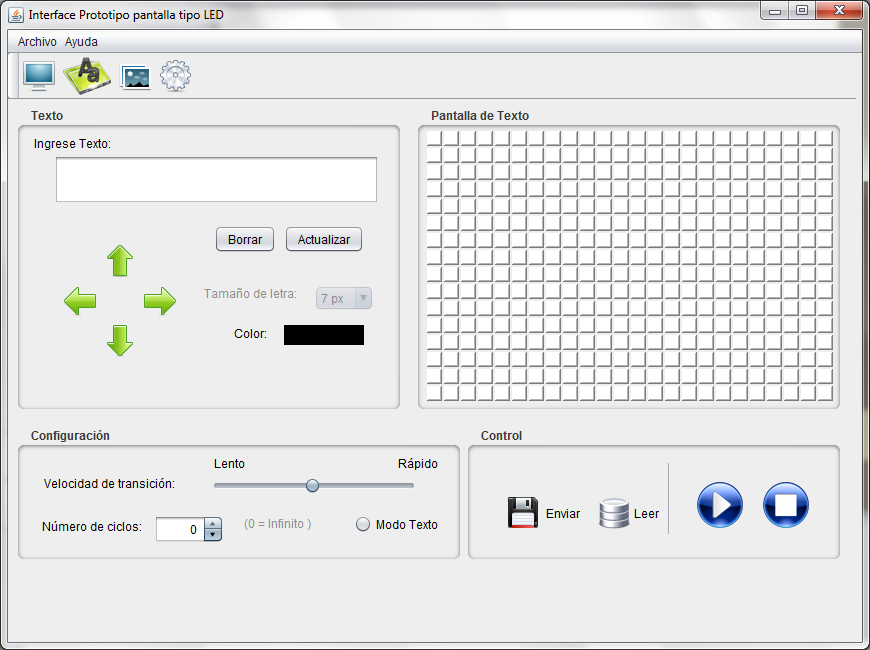 Interface Prototipo pantalla tipo LED
Archivo Ayuda
Texto
Ingrese Texto:
Borrar
Actualizar
Tamaño de letra:
7 px
Color:
Pantalla de Texto
Configuración
Lento
Rápido
Velocidad de transición:
Número de ciclos:
0
(0 = Infinito )
Modo Texto
Control
Enviar
Leer